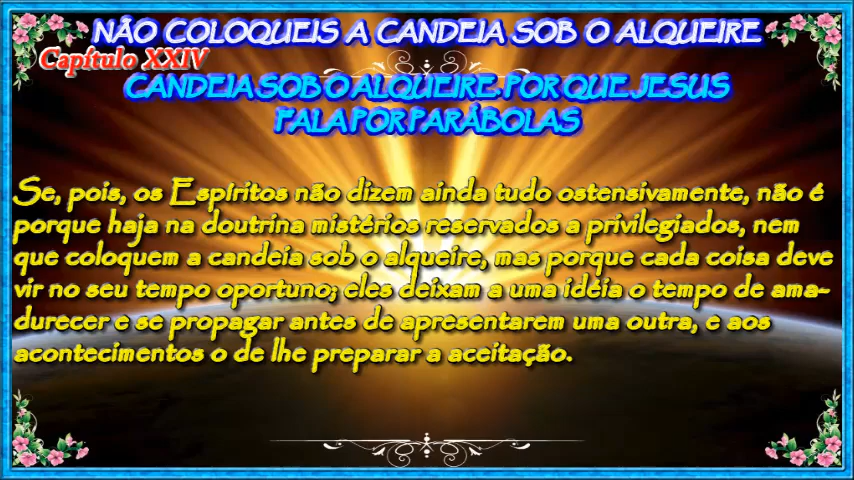 NÃO COLOQUEIS A CANDEIA SOB O ALQUEIRE
Capítulo XXIV
CANDEIA SOB O ALQUEIRE. POR QUE JESUS
FALA POR PARÁBOLAS
Se, pois, os Espíritos não dizem ainda tudo ostensivamente, não é
porque haja na doutrina mistérios reservados a privilegiados, nem
que coloquem a candeia sob o alqueire, mas porque cada coisa deve
vir no seu tempo oportuno; eles deixam a uma idéia o tempo de ama-
durecer e se propagar antes de apresentarem uma outra, e aos
acontecimentos o de lhe preparar a aceitação.